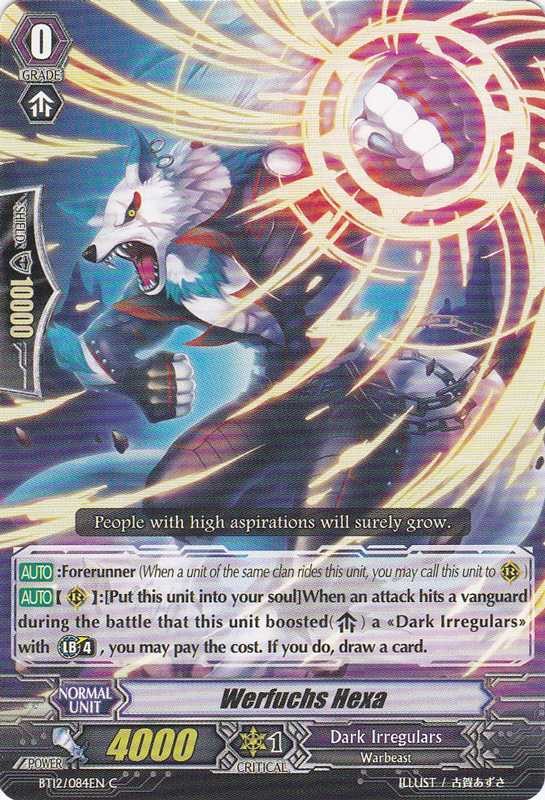 0
GRADE
SHIELD
10000
People with high aspirations will surely grow.
AUTO :Forerunner (When a unit of the same clan rides this unit, you may call this unit to R)
AUTO [ R ]:[Put this unit into your soul]When an attack hits a vanguard
during the battle that this unit boosted( ) a «Dark Irregulars»
with LB 4 , you may pay the cost. If you do, draw a card.
NORMAL
UNIT
Werfuchs Hexa
POWER
4000
1
CRITICAL
Dark Irregulars
Warbeast
BT12/084EN C
ILLUST / 古賀あずさ